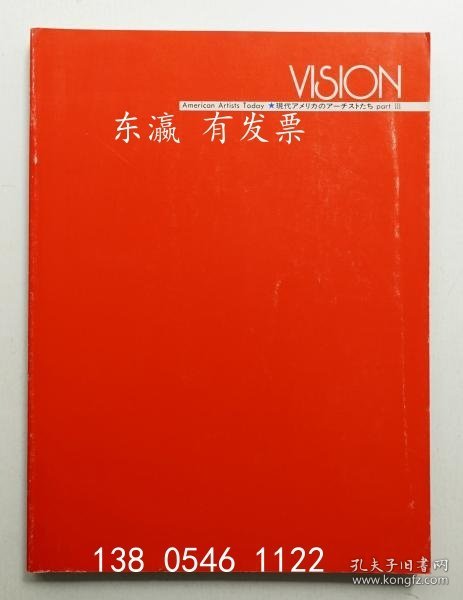 VISION
American Artists Today ★現代アメリカのアーチストたち part III
东瀛 有发票
138 0546 1122
孔夫子旧书网
www.kongfz.com